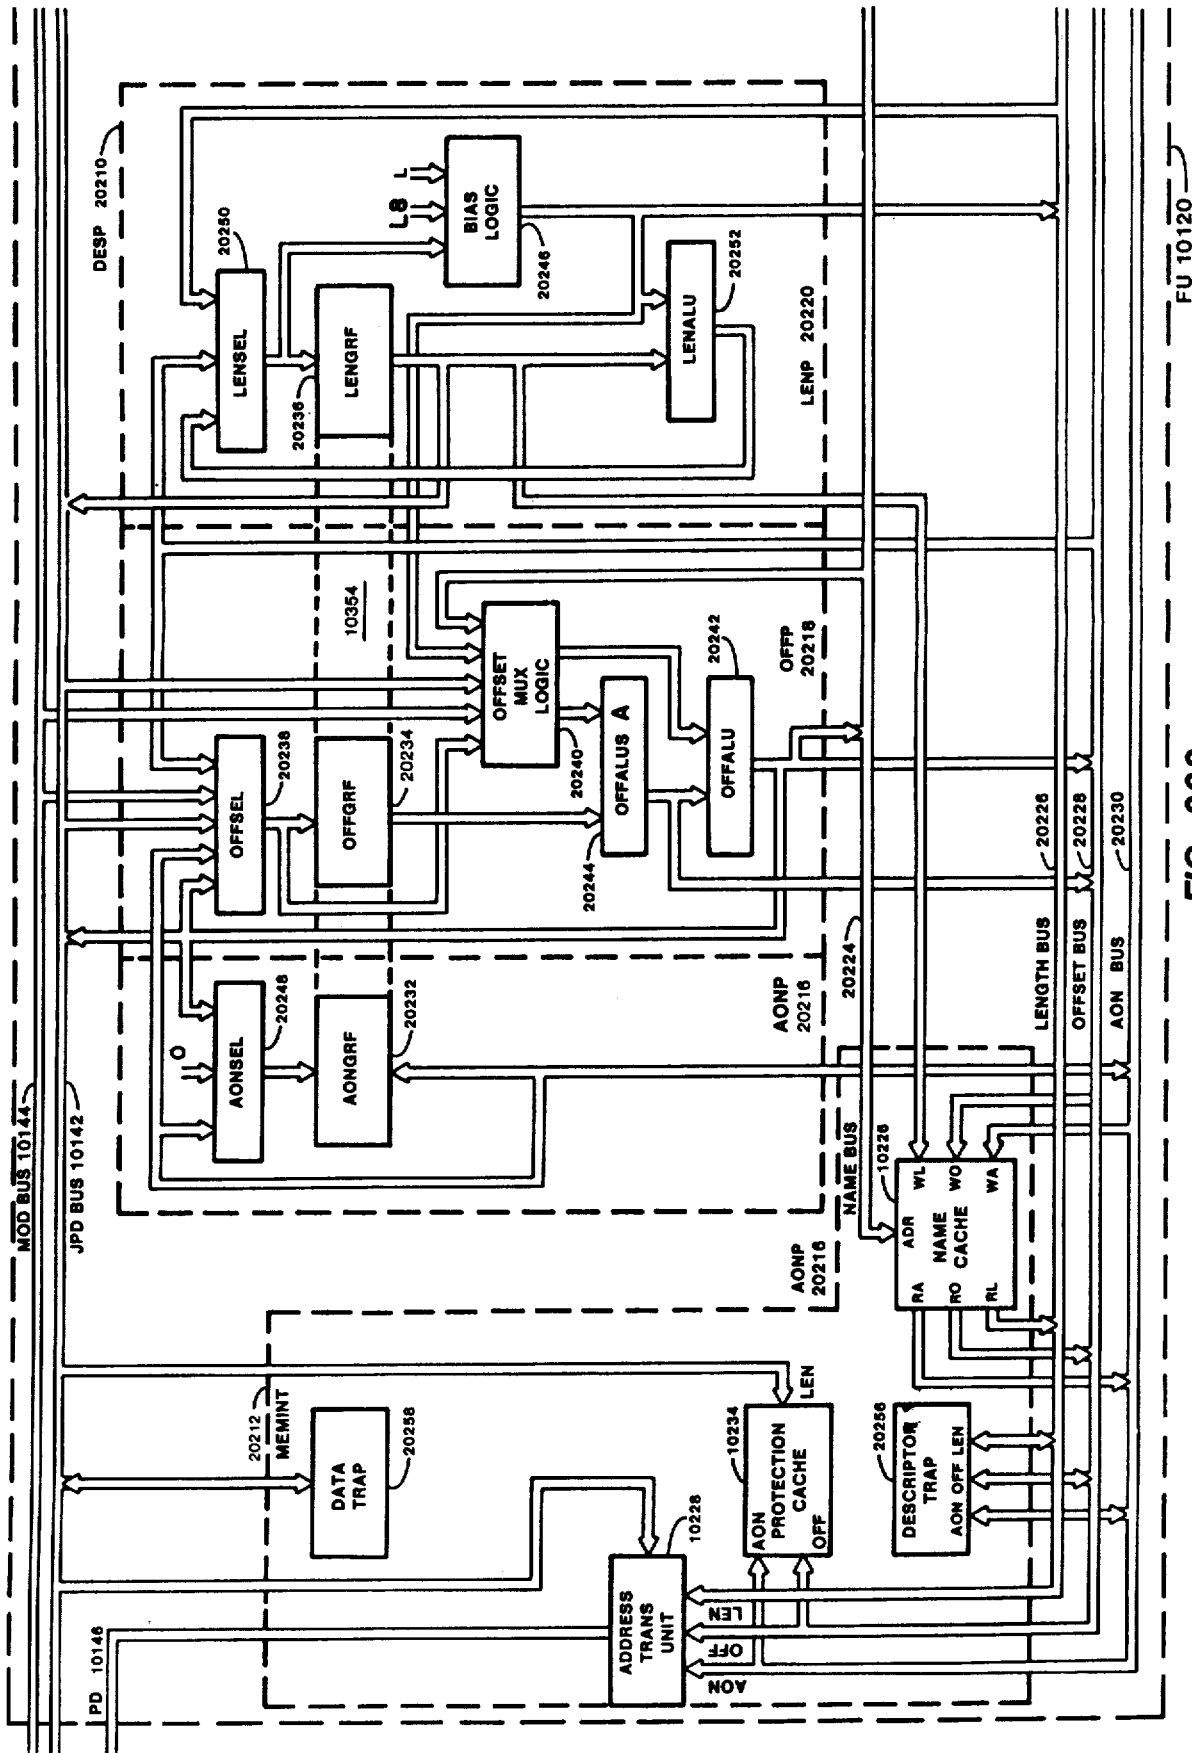 MOD BUS 10144
JPD BUS 10142
PD 10146
20212
MEMINT
DATA
TRAP
20258
ADDRESS
TRANS
UNIT
10228
AON
OFF
LEN
AON
PROTECTION
CACHE
OFF
LEN
10234
DESCRIPTOR
TRAP
AON OFF LEN
20256
AONP
20216
NAME BUS
10226
ADR
NAME
CACHE
RA
RO
RL
WL
WO
WA
20224
AONP
20216
AONSEL
20248
O
AONGRF
20232
OFFSEL
20238
OFFGRF
20234
10354
OFFSET
MUX
LOGIC
20240
OFFALUS A
20244
OFFALU
20242
OFFP
20218
DESP 20210
LENSEL
20250
LENGRF
20236
L8
L
BIAS
LOGIC
20246
LENALU
20252
LENP 20220
LENGTH BUS
20226
OFFSET BUS
20228
AON BUS
20230
FU 10120
FIG.